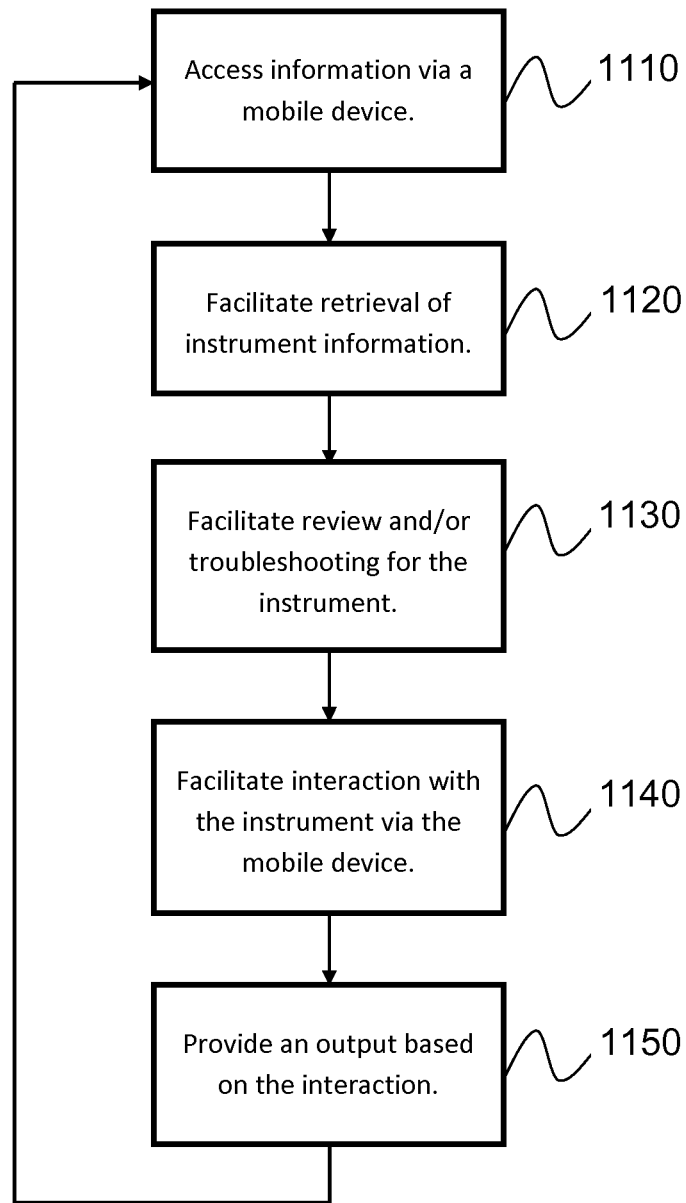 Access information via a
mobile device.
1110
Facilitate retrieval of
instrument information.
1120
Facilitate review and/or
troubleshooting for the
instrument.
1130
Facilitate interaction with
the instrument via the
mobile device.
1140
Provide an output based
on the interaction.
1150